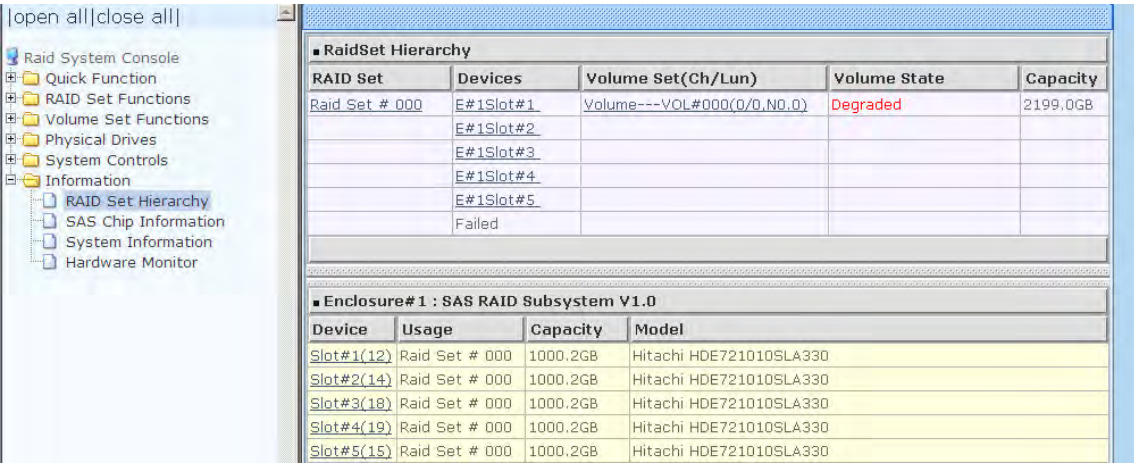 |open all|close all|
Raid System Console
Quick Function
RAID Set Functions
Volume Set Functions
Physical Drives
System Controls
Information
RAID Set Hierarchy
SAS Chip Information
System Information
Hardware Monitor
RaidSet Hierarchy
RAID Set Devices Volume Set(Ch/Lun) Volume State Capacity
Raid Set # 000 E#1Slot#1 Volume---VOL#000(0/0,N0.0) Degraded 2199.0GB
E#1Slot#2
E#1Slot#3
E#1Slot#4
E#1Slot#5
Failed
Enclosure#1 : SAS RAID Subsystem V1.0
Device Usage Capacity Model
Slot#1(12) Raid Set # 000 1000.2GB Hitachi HDE721010SLA330
Slot#2(14) Raid Set # 000 1000.2GB Hitachi HDE721010SLA330
Slot#3(18) Raid Set # 000 1000.2GB Hitachi HDE721010SLA330
Slot#4(19) Raid Set # 000 1000.2GB Hitachi HDE721010SLA330
Slot#5(15) Raid Set # 000 1000.2GB Hitachi HDE721010SLA330